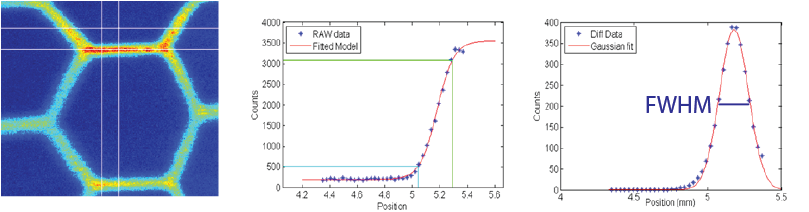 4000
3500
3000
2500
2000
1500
1000
500
0
Counts
RAW data
Fitted Model
4.2 4.4 4.6 4.8 5.0 5.2 5.4 5.6
Position
400
350
300
250
200
150
100
50
0
Counts
Diff Data
Gaussian fit
FWHM
4 4.5 5 5.5
Position (mm)